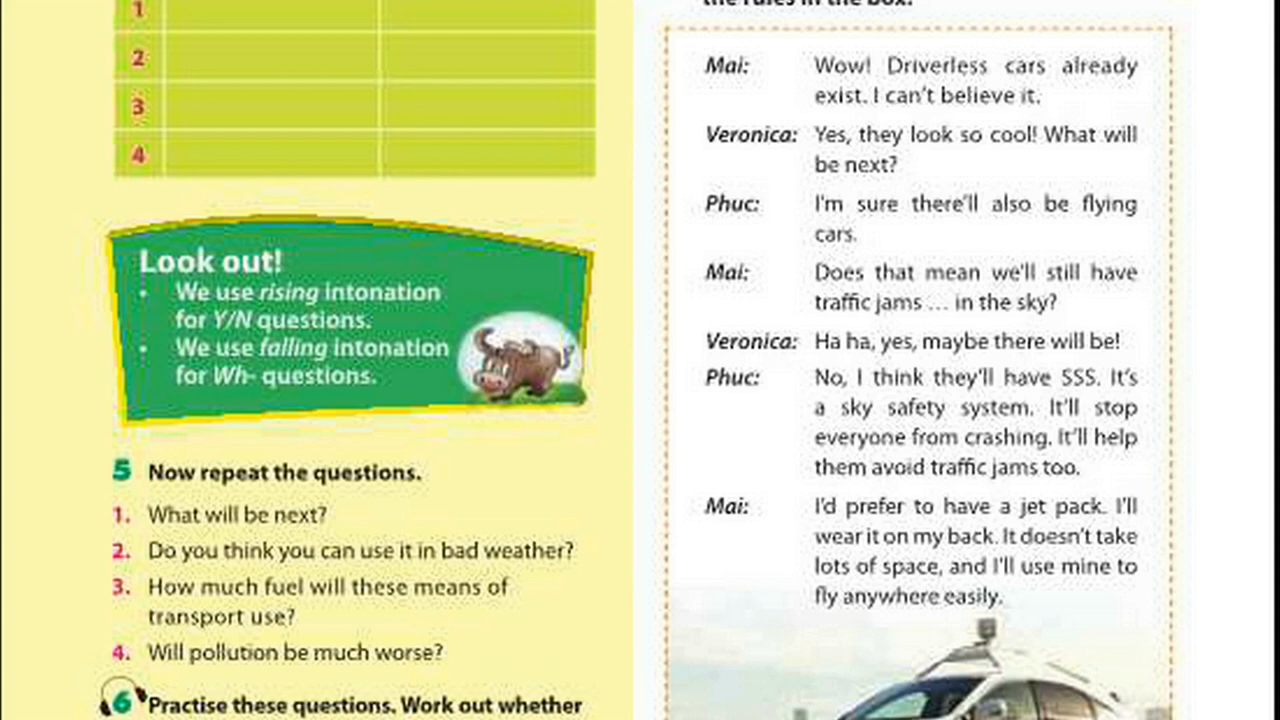 1
2
3
4
Look out!
• We use rising intonation
for Y/N questions.
• We use falling intonation
for Wh- questions.
5 Now repeat the questions.
1. What will be next?
2. Do you think you can use it in bad weather?
3. How much fuel will these means of
transport use?
4. Will pollution be much worse?
6 Practise these questions. Work out whether
the rules in the box.
Mai: Wow! Driverless cars already
exist. I can't believe it.
Veronica: Yes, they look so cool! What will
be next?
Phuc: I'm sure there'll also be flying
cars.
Mai: Does that mean we'll still have
traffic jams … in the sky?
Veronica: Ha ha, yes, maybe there will be!
Phuc: No, I think they'll have SSS. It's
a sky safety system. It'll stop
everyone from crashing. It'll help
them avoid traffic jams too.
Mai: I'd prefer to have a jet pack. I'll
wear it on my back. It doesn't take
lots of space, and I'll use mine to
fly anywhere easily.